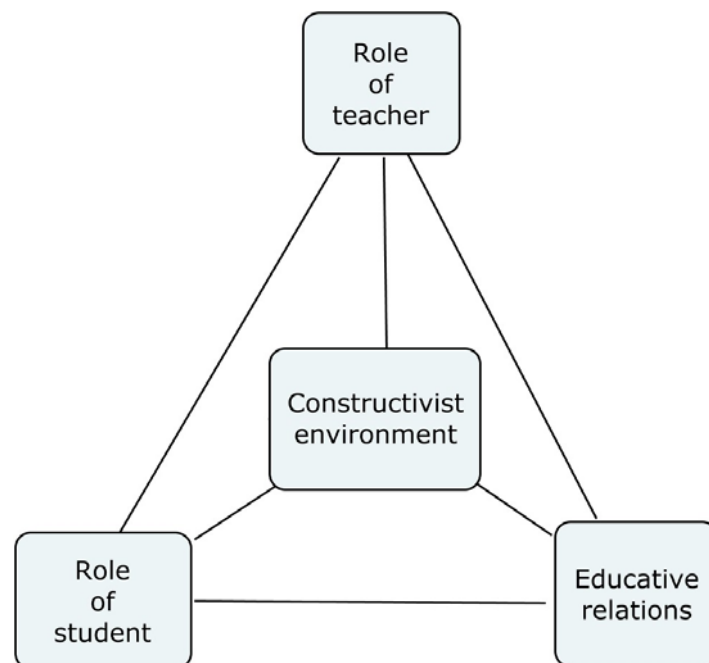 Role
of
teacher
Constructivist
environment
Role
of
student
Educative
relations